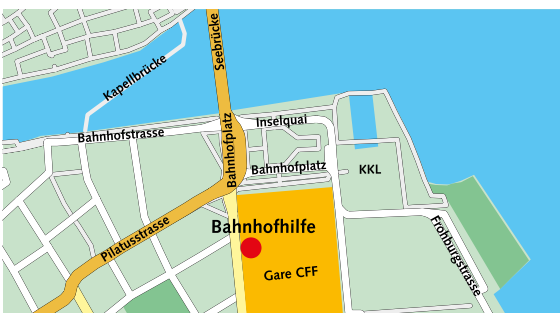 Seebrücke
Kapellbrücke
Bahnhofstrasse
Inselquai
Bahnhofplatz
Bahnhofplatz
KKL
Pilatusstrasse
Bahnhofhilfe
Frohburgstrasse
Gare CFF